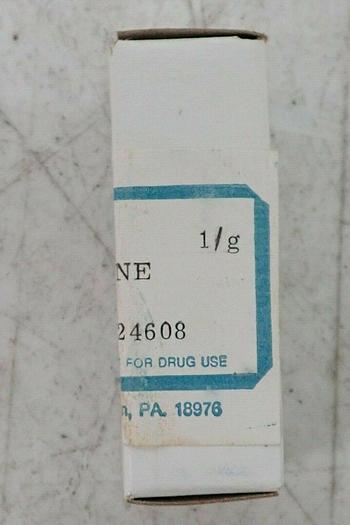 1/g
NE
24608
FOR DRUG USE
n, PA. 18976